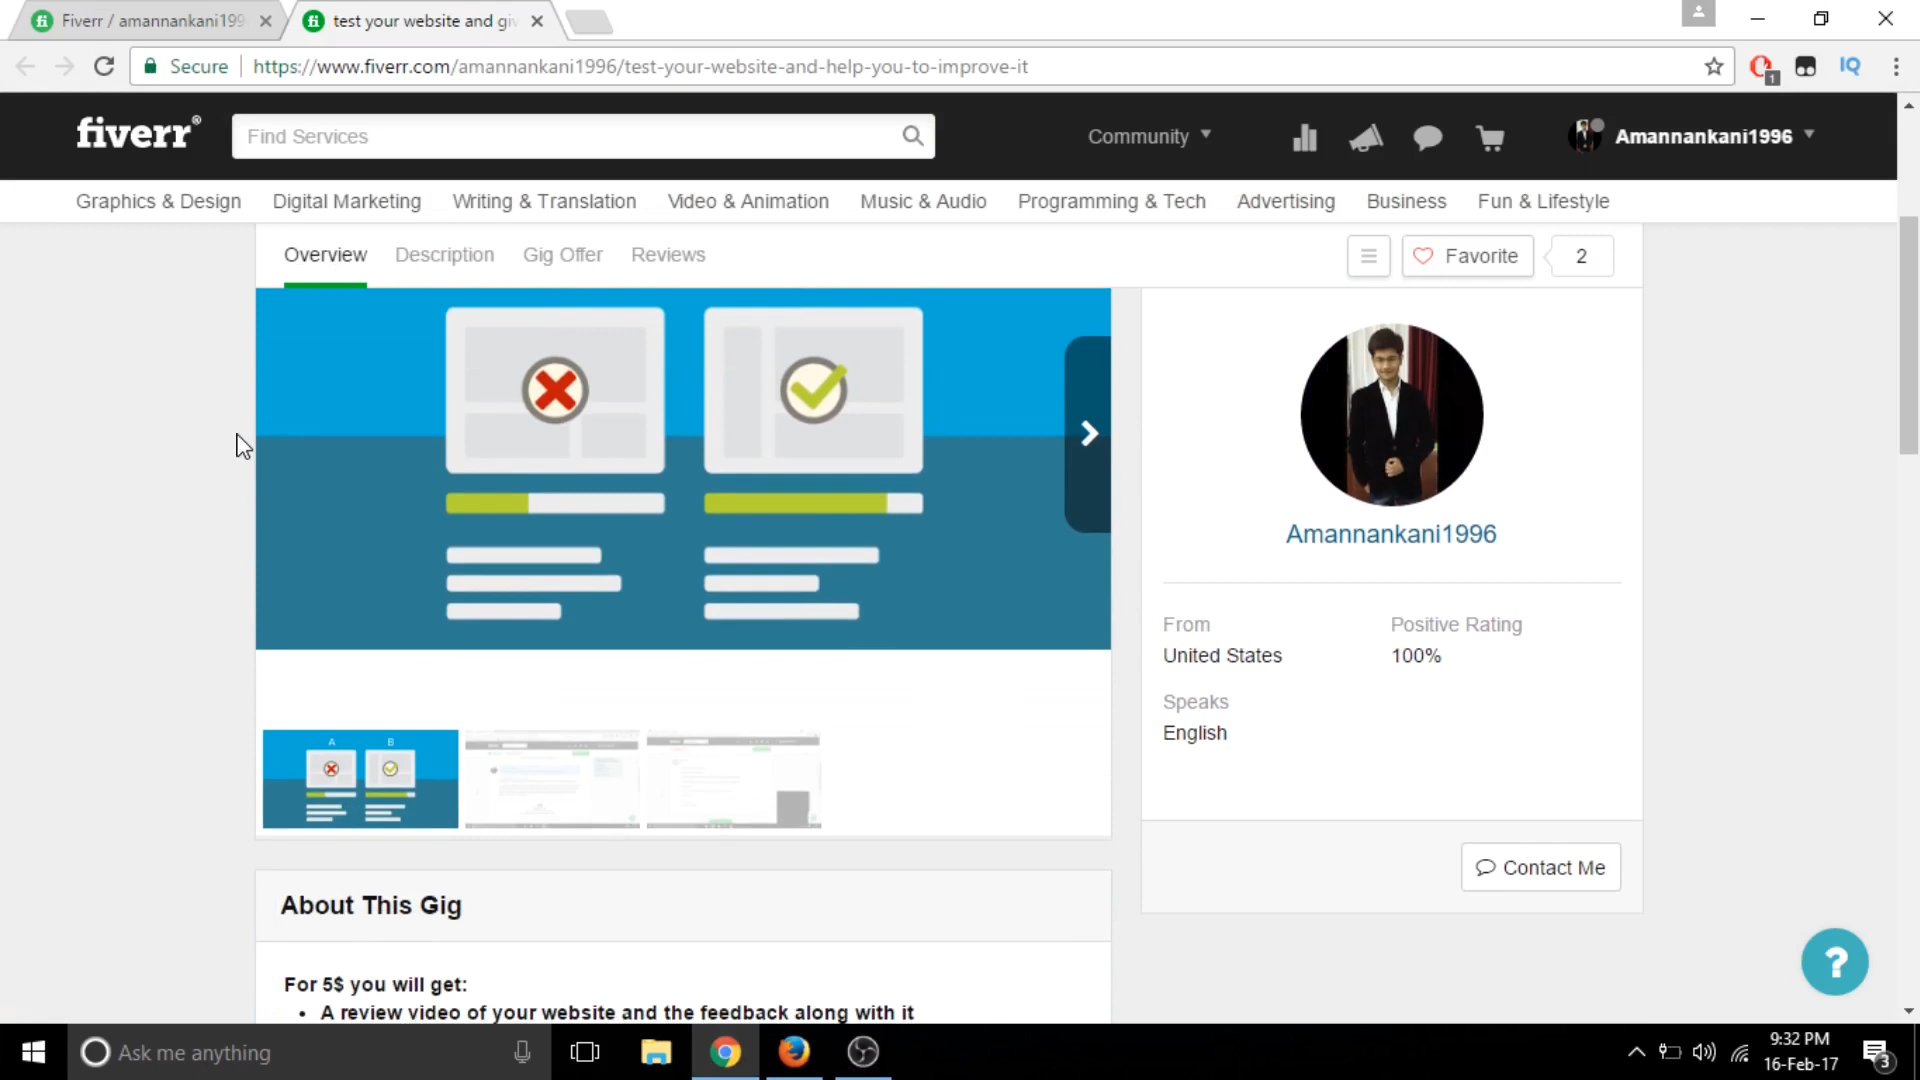 Fiverr / amannankani199
test your website and giv
Secure
https://www.fiverr.com/amannankani1996/test-your-website-and-help-you-to-improve-it
1
IQ
fiverr®
Find Services
Community
Amannankani1996
Graphics & Design
Digital Marketing
Writing & Translation
Video & Animation
Music & Audio
Programming & Tech
Advertising
Business
Fun & Lifestyle
Overview
Description
Gig Offer
Reviews
Favorite
2
Amannankani1996
From
United States
Positive Rating
100%
Speaks
English
A
B
Contact Me
About This Gig
For 5$ you will get:
• A review video of your website and the feedback along with it
?
Ask me anything
9:32 PM
16-Feb-17
3